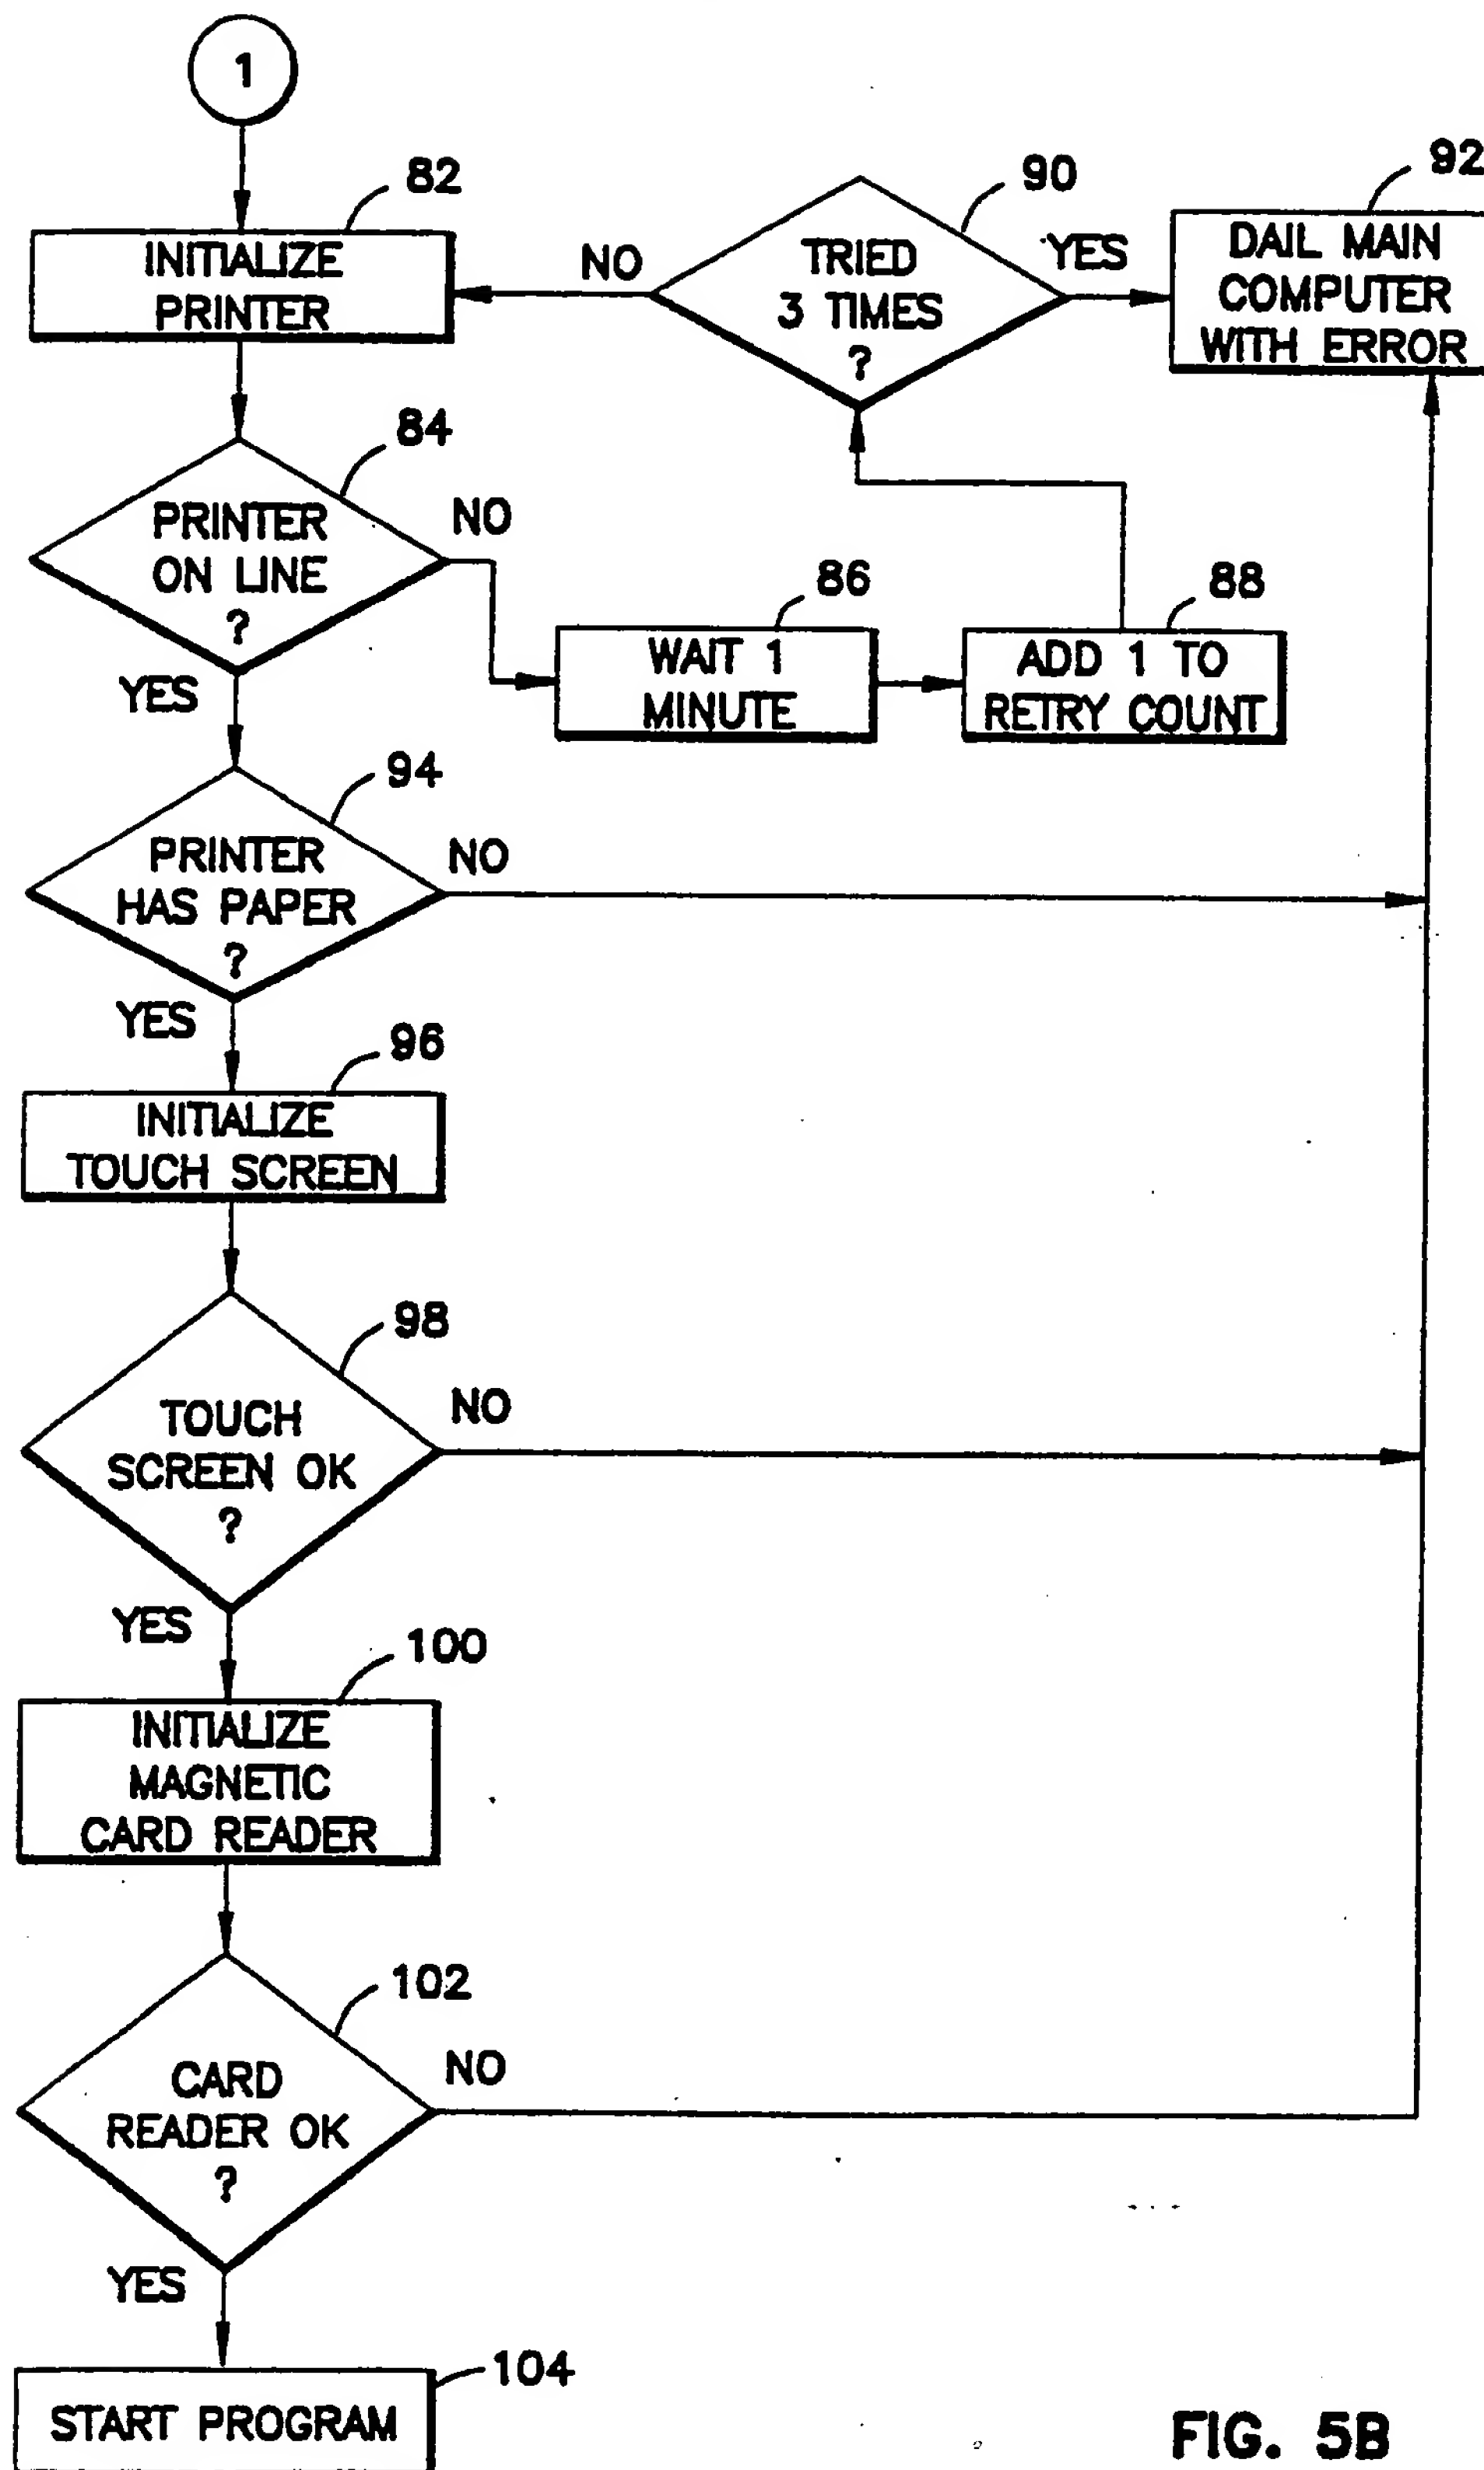 1
82
INITIALIZE
PRINTER
NO
TRIED
3 TIMES
?
90
YES
92
DAIL MAIN
COMPUTER
WITH ERROR
84
PRINTER
ON LINE
?
NO
YES
86
WAIT 1
MINUTE
88
ADD 1 TO
RETRY COUNT
94
PRINTER
HAS PAPER
?
NO
YES
96
INITIALIZE
TOUCH SCREEN
98
TOUCH
SCREEN OK
?
NO
YES
100
INITIALIZE
MAGNETIC
CARD READER
102
CARD
READER OK
?
NO
YES
104
START PROGRAM
FIG. 5B